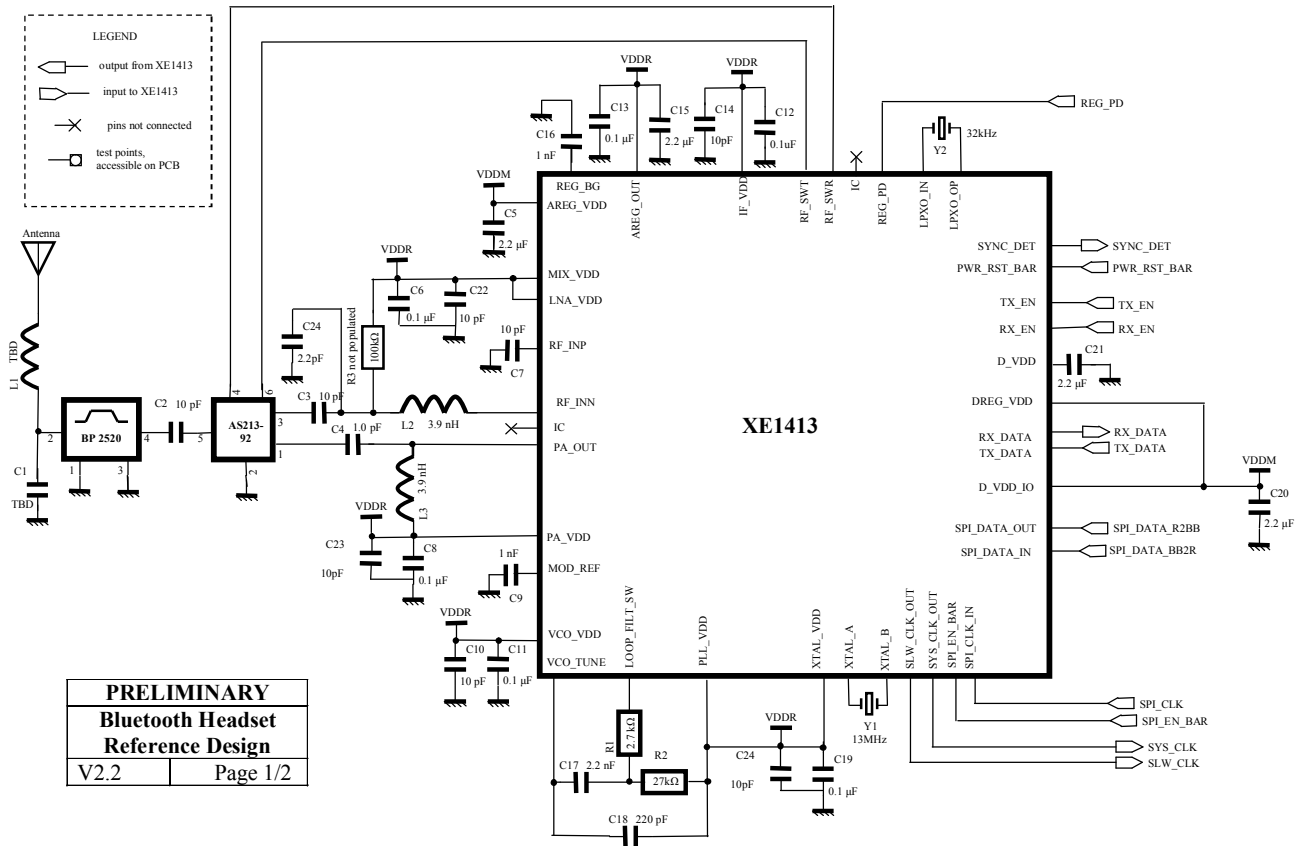 LEGEND
output from XE1413
input to XE1413
pins not connected
test points,
accessible on PCB
VDDR
VDDR
C13
0.1 µF
C15
2.2 µF
C14
10pF
C12
0.1uF
C16
1 nF
REG_PD
32kHz
Y2
VDDM
C5
2.2 µF
REG_BG
AREG_VDD
AREG_OUT
IF_VDD
RF_SWT
RF_SWR
IC
REG_PD
LPXO_IN
LPXO_OP
Antenna
VDDR
C6
0.1 µF
C22
10 pF
MIX_VDD
LNA_VDD
C24
2.2pF
R3 not populated
100kΩ
10 pF
C7
RF_INP
L1 TBD
C2
10 pF
2
BP 2520
4
1
3
5
AS213-
92
4
6
3
1
2
C3
10 pF
C4
1.0 pF
L2
3.9 nH
RF_INN
IC
PA_OUT
C1
TBD
3.9 nH
L3
VDDR
C23
10pF
C8
0.1 µF
PA_VDD
1 nF
C9
MOD_REF
VDDR
C10
10 pF
C11
0.1 µF
VCO_VDD
VCO_TUNE
XE1413
SYNC_DET
SYNC_DET
PWR_RST_BAR
PWR_RST_BAR
TX_EN
TX_EN
RX_EN
RX_EN
D_VDD
C21
2.2 µF
DREG_VDD
RX_DATA
RX_DATA
TX_DATA
TX_DATA
VDDM
D_VDD_IO
C20
2.2 µF
SPI_DATA_OUT
SPI_DATA_R2BB
SPI_DATA_IN
SPI_DATA_BB2R
LOOP_FILT_SW
PLL_VDD
XTAL_VDD
XTAL_A
XTAL_B
SLW_CLK_OUT
SYS_CLK_OUT
SPI_EN_BAR
SPI_CLK_IN
R1
2.7 kΩ
C17
2.2 nF
R2
27kΩ
C18
220 pF
VDDR
C24
10pF
C19
0.1 µF
Y1
13MHz
SPI_CLK
SPI_EN_BAR
SYS_CLK
SLW_CLK
PRELIMINARY
Bluetooth Headset
Reference Design
V2.2
Page 1/2